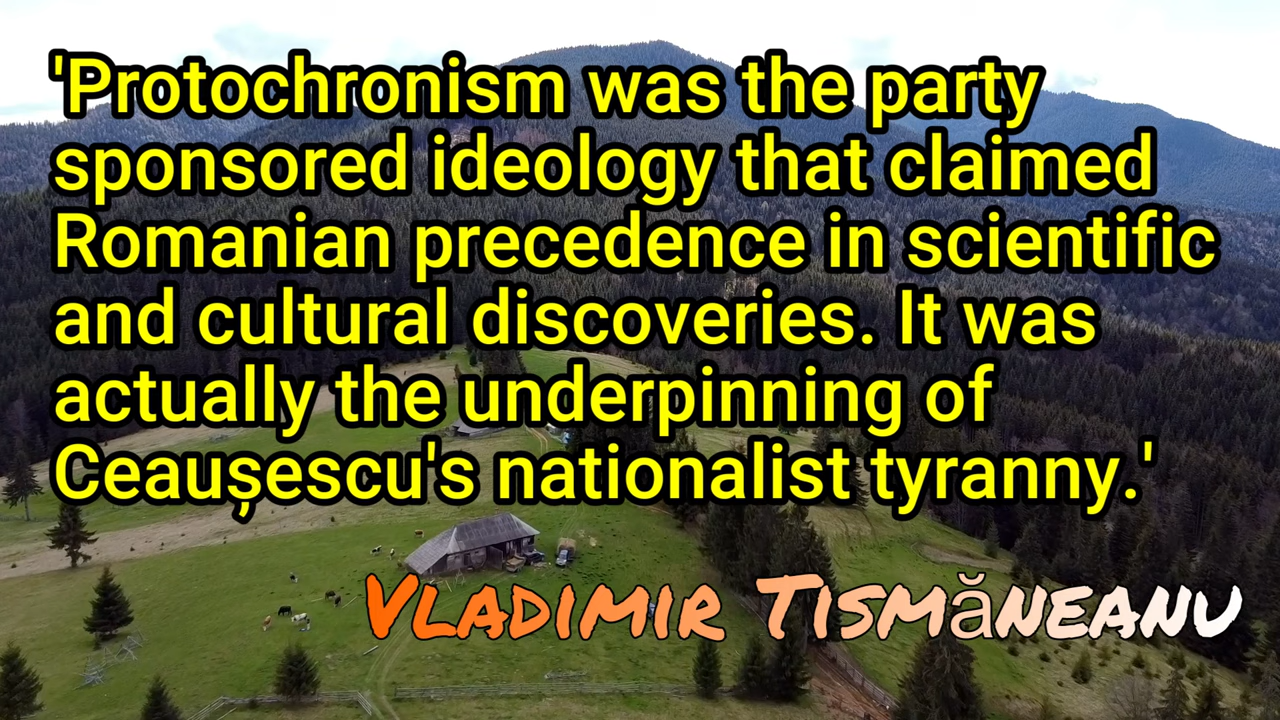 'Protochronism was the party
sponsored ideology that claimed
Romanian precedence in scientific
and cultural discoveries. It was
actually the underpinning of
Ceaușescu's nationalist tyranny.'
Vladimir Tismăneanu